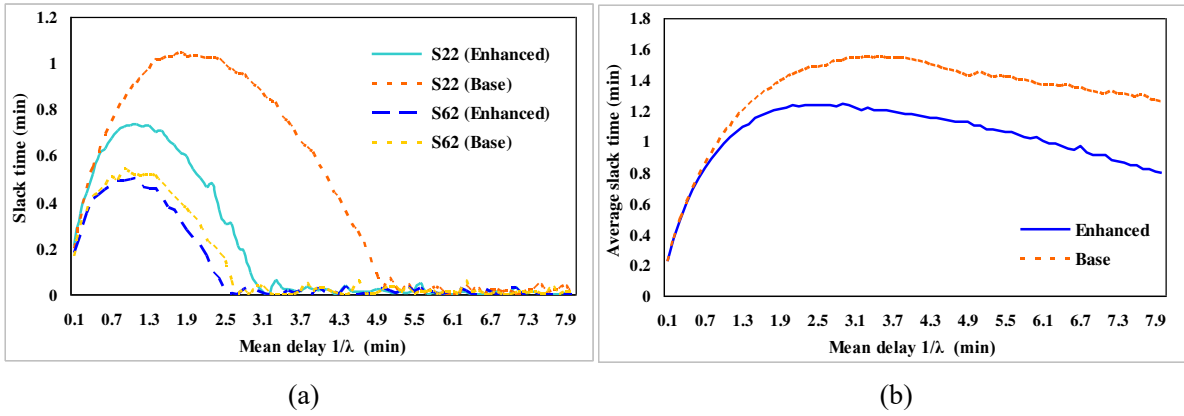 1.2
1
0.8
0.6
0.4
0.2
0
Slack time (min)
S22 (Enhanced)
S22 (Base)
S62 (Enhanced)
S62 (Base)
0.1 0.7 1.3 1.9 2.5 3.1 3.7 4.3 4.9 5.5 6.1 6.7 7.3 7.9
Mean delay 1/λ (min)
(a)
1.8
1.6
1.4
1.2
1
0.8
0.6
0.4
0.2
0
Average slack time (min)
Enhanced
Base
0.1 0.7 1.3 1.9 2.5 3.1 3.7 4.3 4.9 5.5 6.1 6.7 7.3 7.9
Mean delay 1/λ (min)
(b)